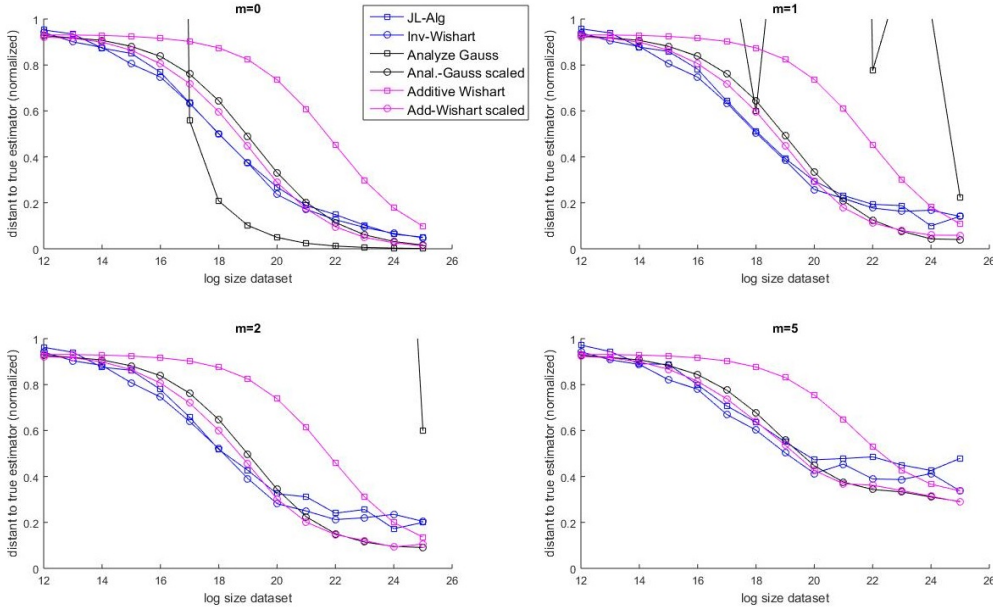 m=0
distant to true estimator (normalized)
1
0.8
0.6
0.4
0.2
0
12 14 16 18 20 22 24 26
log size dataset
JL-Alg
Inv-Wishart
Analyze Gauss
Anal.-Gauss scaled
Additive Wishart
Add-Wishart scaled
m=1
distant to true estimator (normalized)
1
0.8
0.6
0.4
0.2
0
12 14 16 18 20 22 24 26
log size dataset
m=2
distant to true estimator (normalized)
1
0.8
0.6
0.4
0.2
0
12 14 16 18 20 22 24 26
log size dataset
m=5
distant to true estimator (normalized)
1
0.8
0.6
0.4
0.2
0
12 14 16 18 20 22 24 26
log size dataset